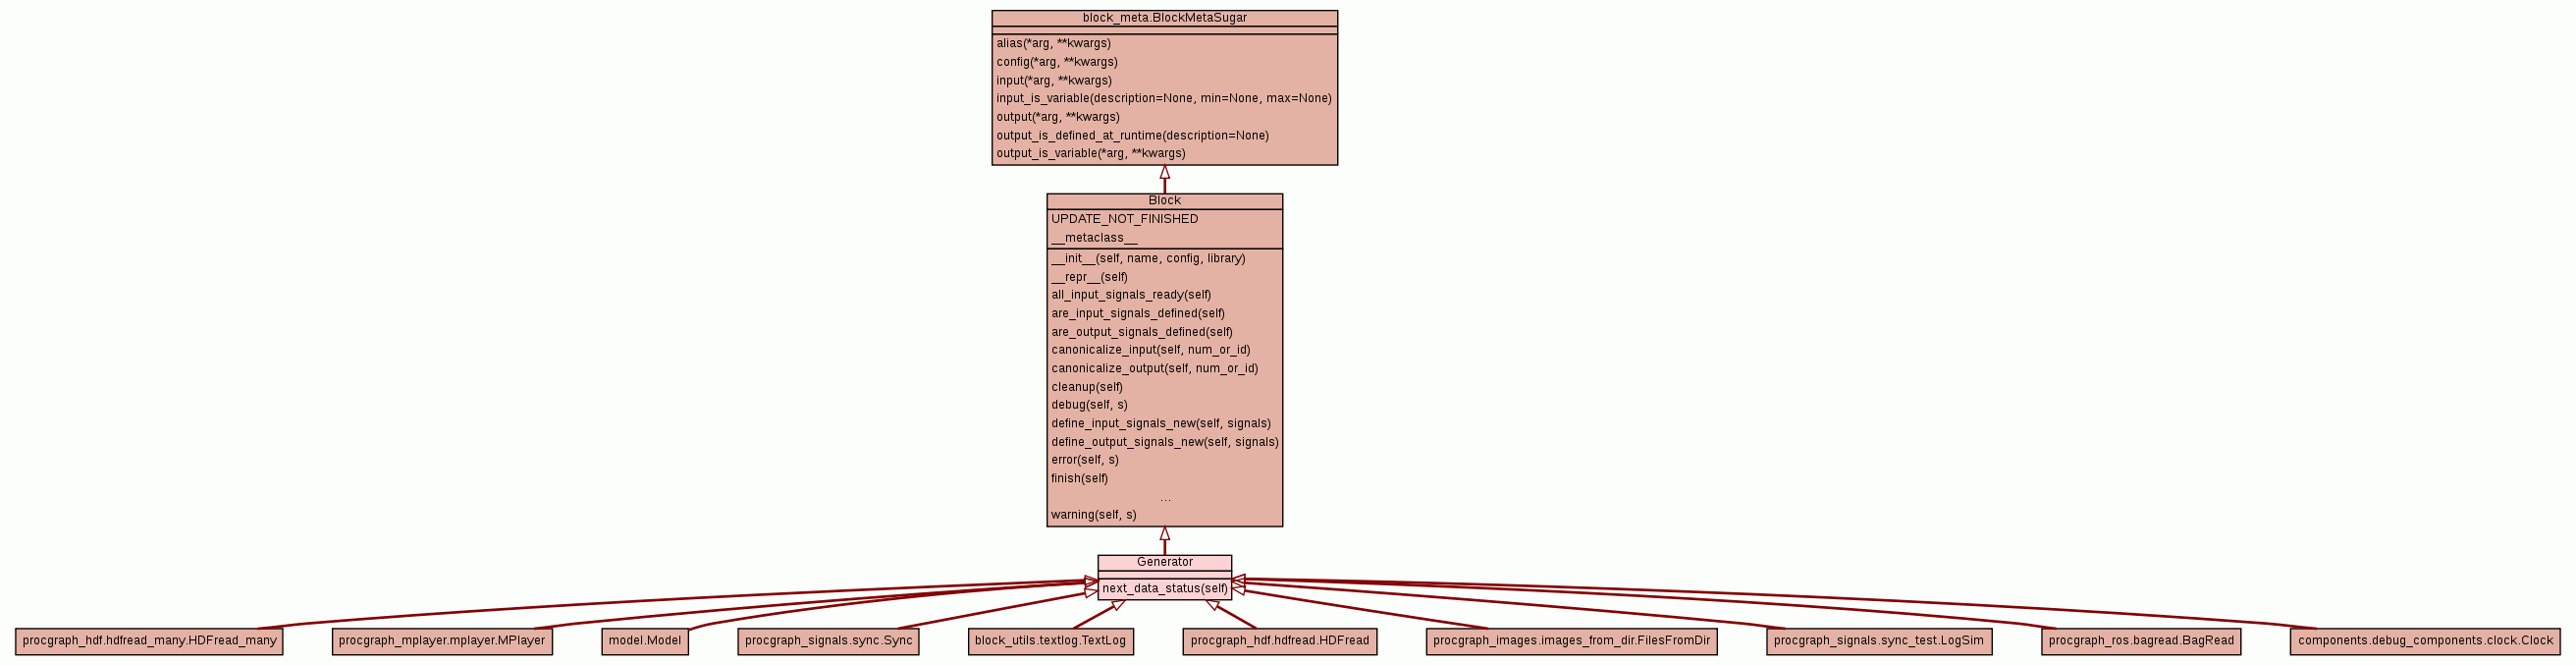 block_meta.BlockMetaSugar
alias(*arg, **kwargs)
config(*arg, **kwargs)
input(*arg, **kwargs)
input_is_variable(description=None, min=None, max=None)
output(*arg, **kwargs)
output_is_defined_at_runtime(description=None)
output_is_variable(*arg, **kwargs)
Block
UPDATE_NOT_FINISHED
__metaclass__
__init__(self, name, config, library)
__repr__(self)
all_input_signals_ready(self)
are_input_signals_defined(self)
are_output_signals_defined(self)
canonicalize_input(self, num_or_id)
canonicalize_output(self, num_or_id)
cleanup(self)
debug(self, s)
define_input_signals_new(self, signals)
define_output_signals_new(self, signals)
error(self, s)
finish(self)
...
warning(self, s)
Generator
next_data_status(self)
procgraph_hdf.hdfread_many.HDFread_many
procgraph_mplayer.mplayer.MPlayer
model.Model
procgraph_signals.sync.Sync
block_utils.textlog.TextLog
procgraph_hdf.hdfread.HDFread
procgraph_images.images_from_dir.FilesFromDir
procgraph_signals.sync_test.LogSim
procgraph_ros.bagread.BagRead
components.debug_components.clock.Clock